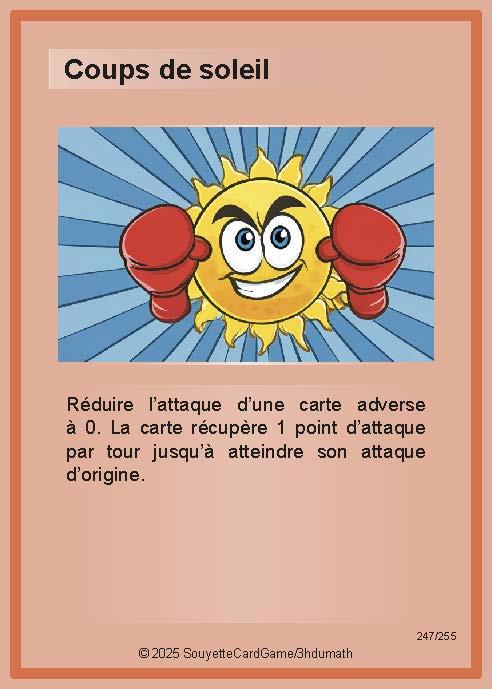 Coups de soleil
Réduire l’attaque d’une carte adverse
à 0. La carte récupère 1 point d’attaque
par tour jusqu’à atteindre son attaque
d’origine.
247/255
© 2025 SouyetteCardGame/3hdumath